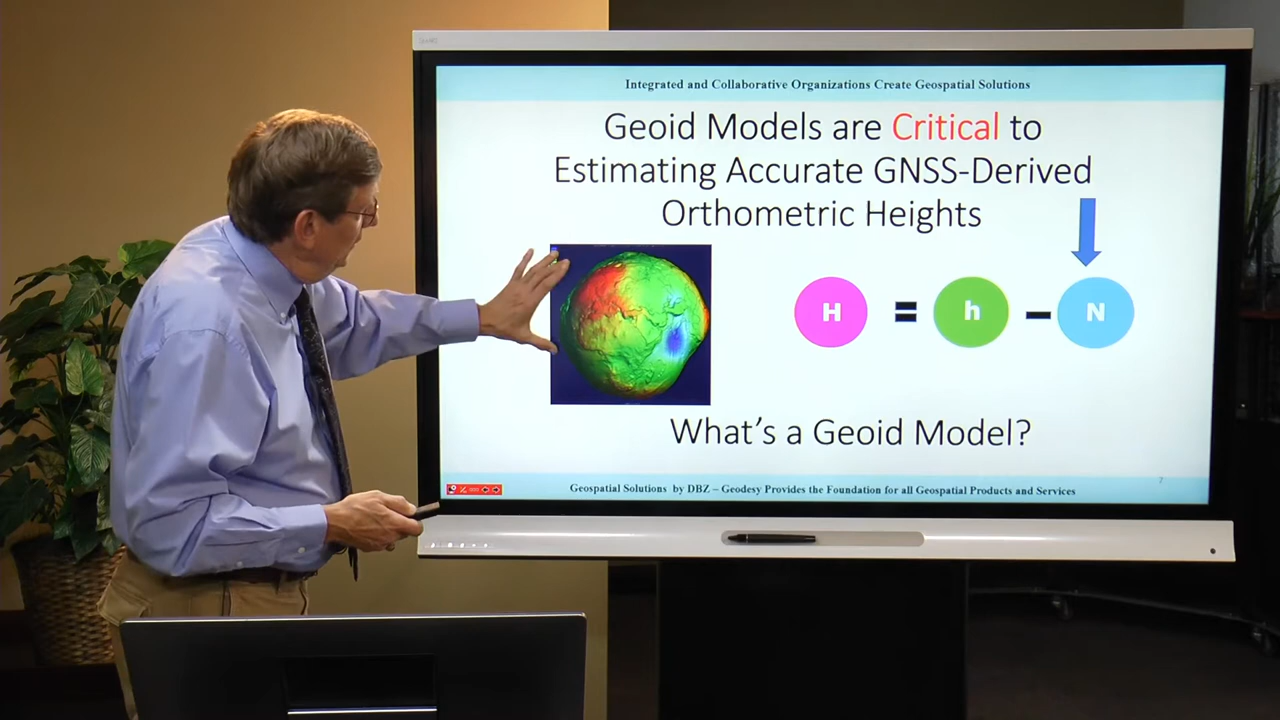 Integrated and Collaborative Organizations Create Geospatial Solutions
Geoid Models are Critical to
Estimating Accurate GNSS-Derived
Orthometric Heights
H = h - N
What's a Geoid Model?
Geospatial Solutions by DBZ – Geodesy Provides the Foundation for all Geospatial Products and Services
7